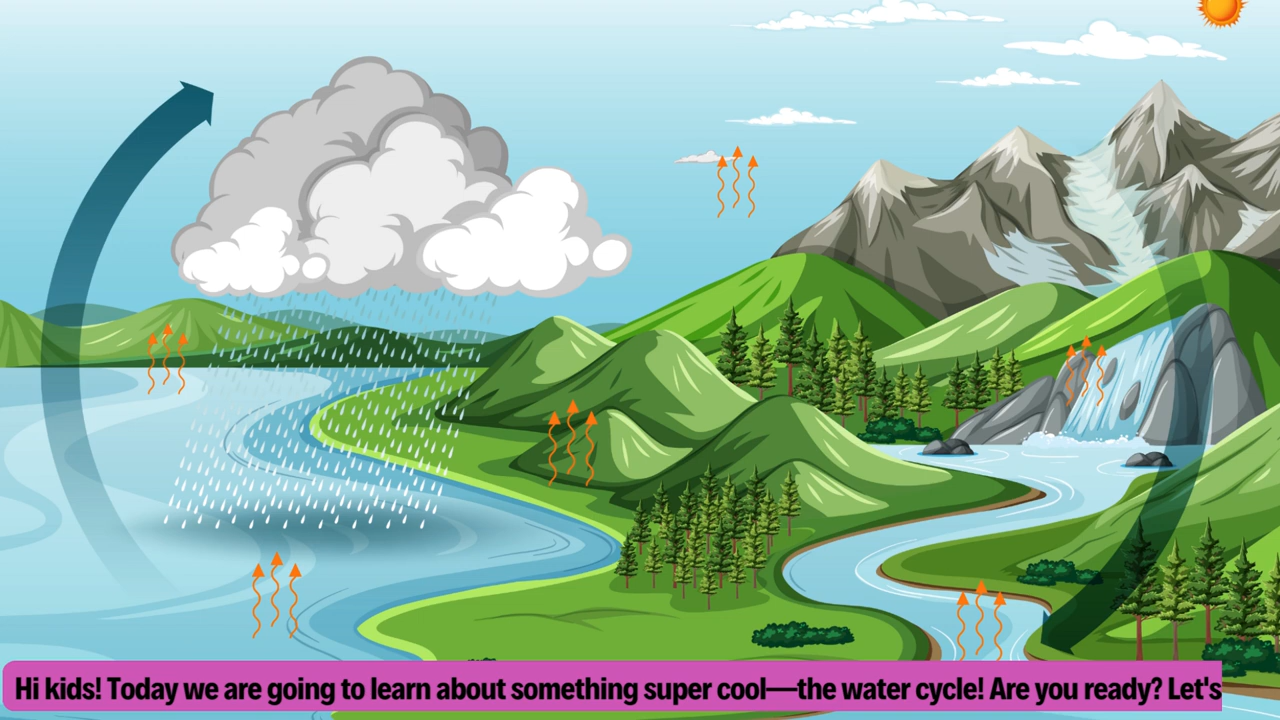 Hi kids! Today we are going to learn about something super cool—the water cycle! Are you ready? Let's